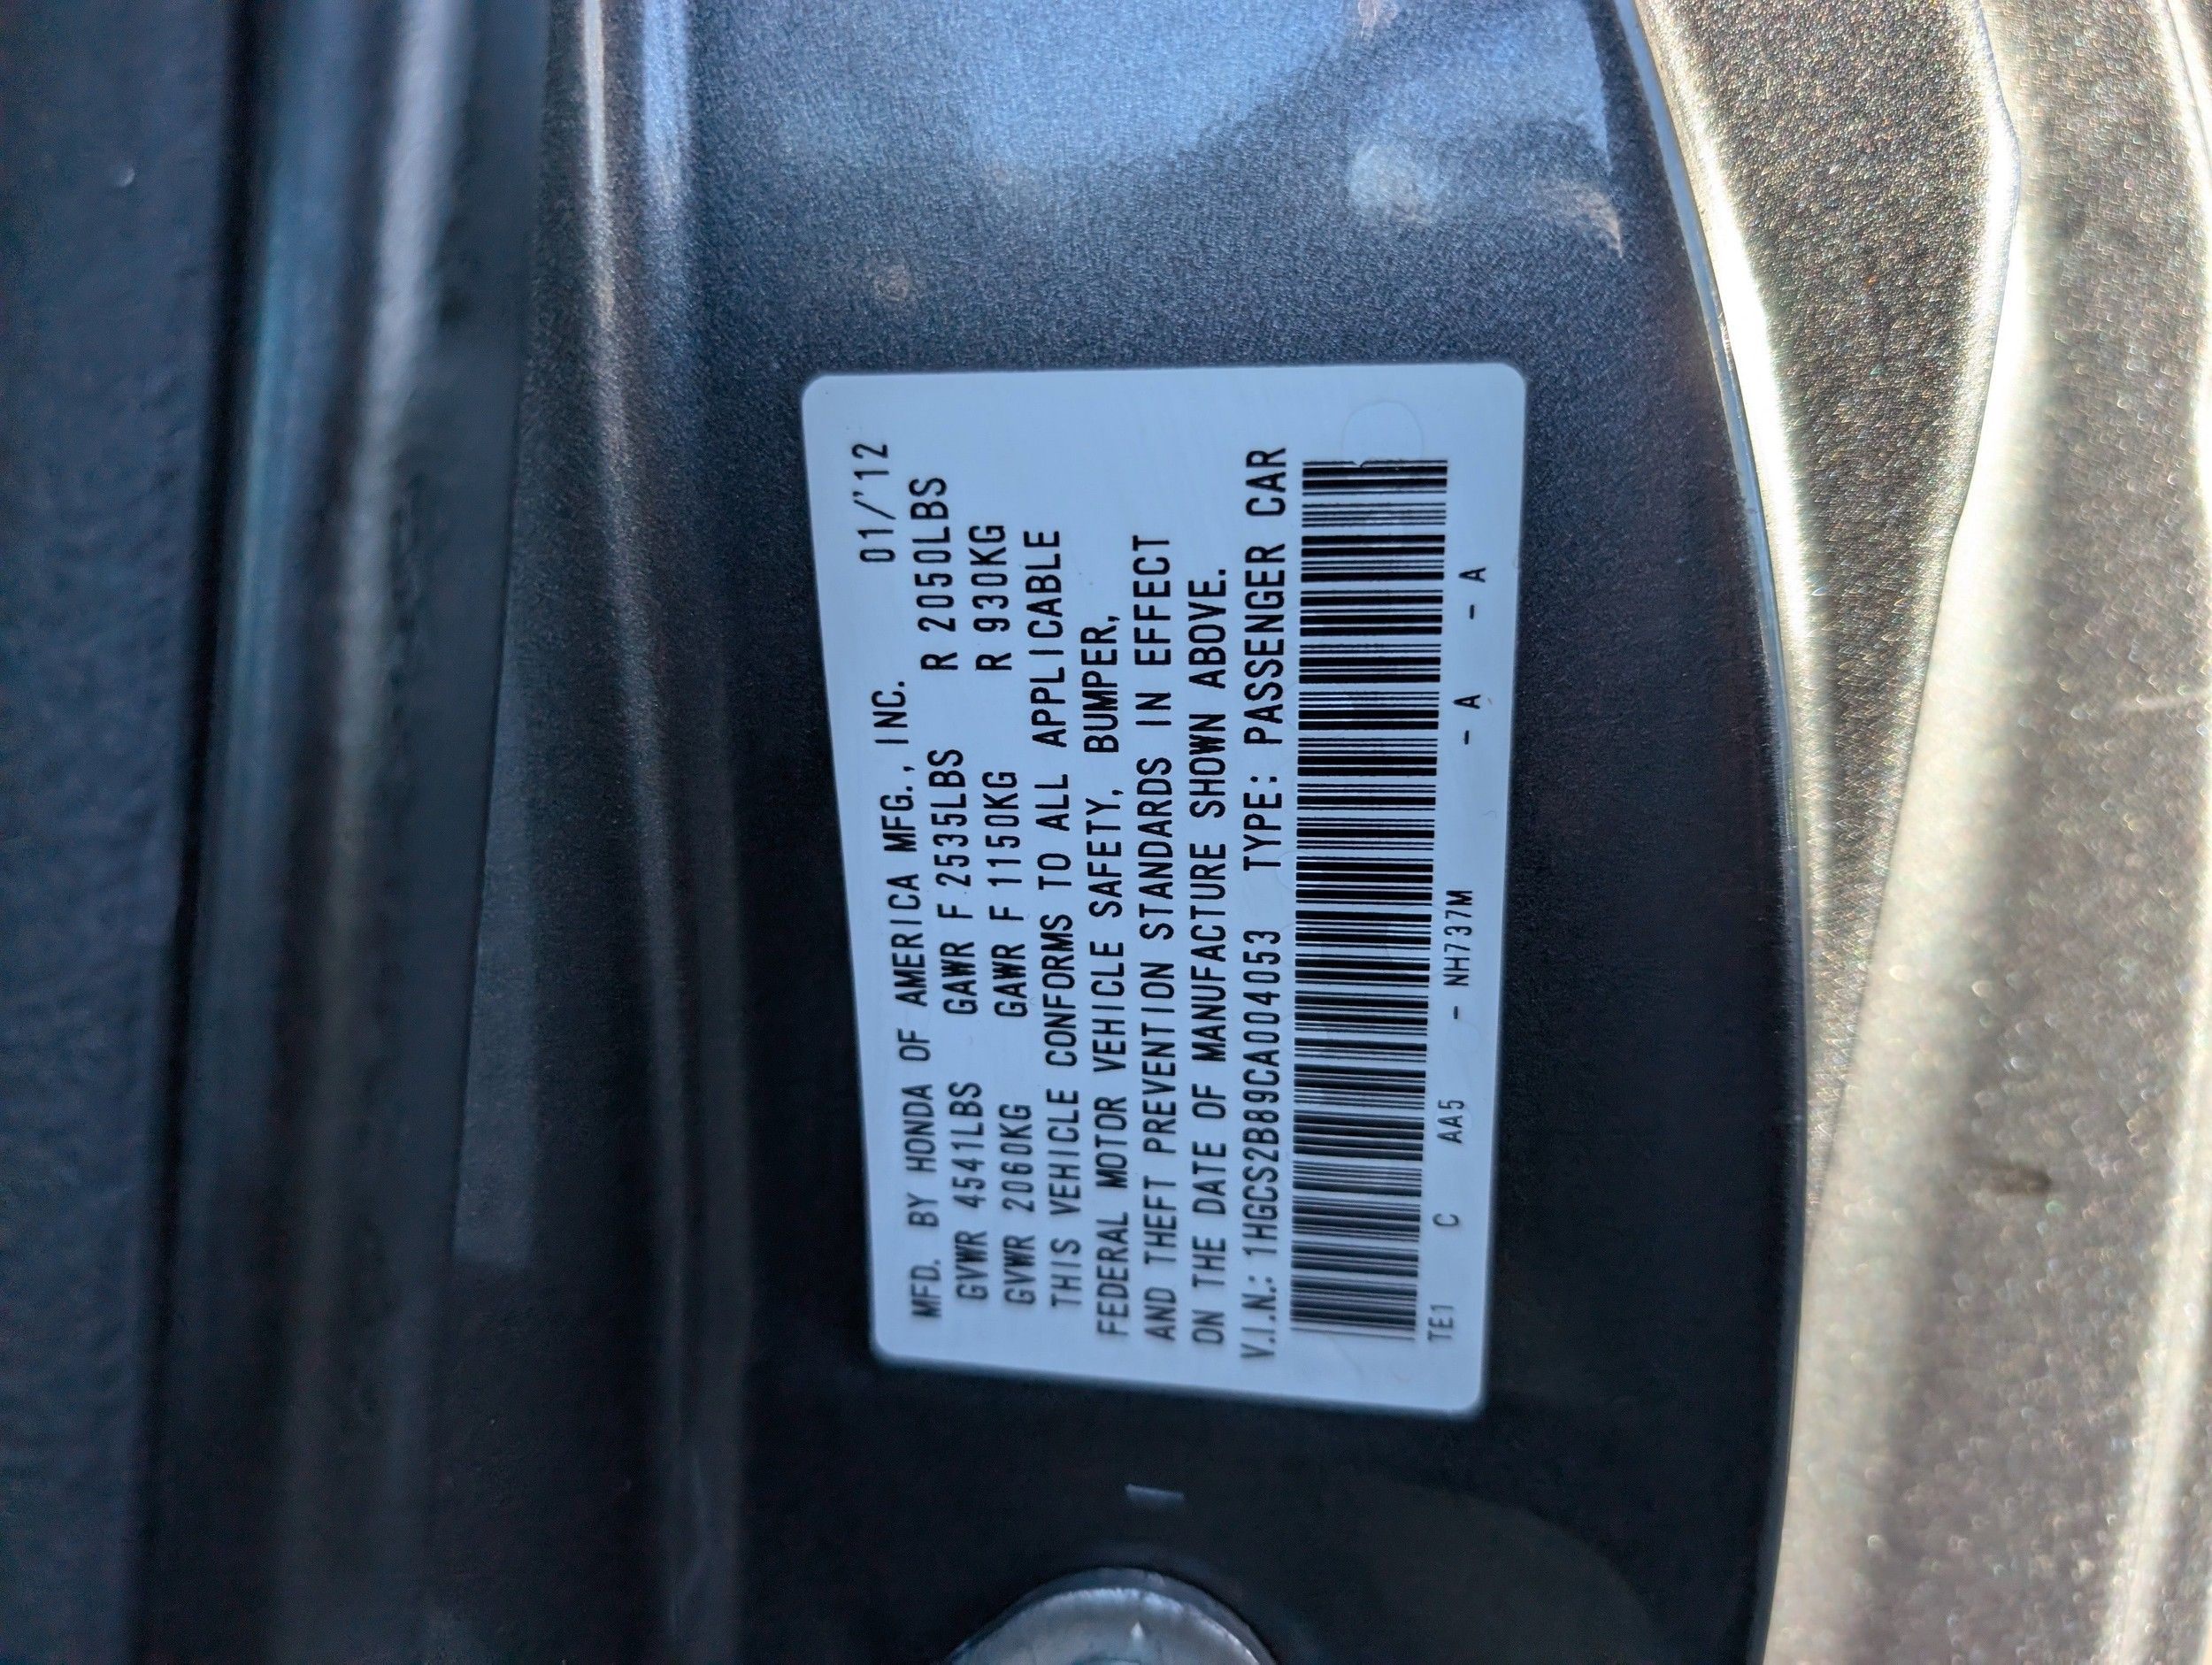 MFD. BY HONDA OF AMERICA MFG., INC. 01/'12
GVWR 4541LBS GAWR F 2535LBS R 2050LBS
GVWR 2060KG GAWR F 1150KG R 930KG
THIS VEHICLE CONFORMS TO ALL APPLICABLE
FEDERAL MOTOR VEHICLE SAFETY, BUMPER,
AND THEFT PREVENTION STANDARDS IN EFFECT
ON THE DATE OF MANUFACTURE SHOWN ABOVE.
V.I.N.: 1HGCS2B89CA004053 TYPE: PASSENGER CAR
TE1 C AA5 - NH737M - A - A